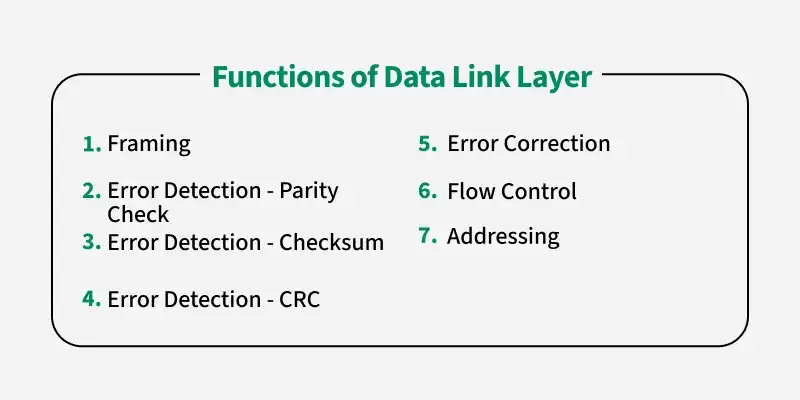 Functions of Data Link Layer
1. Framing
2. Error Detection - Parity
Check
3. Error Detection - Checksum
4. Error Detection - CRC
5. Error Correction
6. Flow Control
7. Addressing